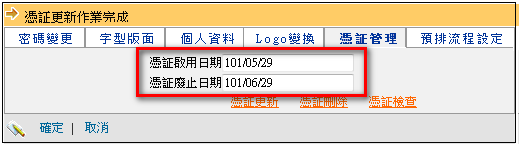 憑証更新作業完成
密碼變更 字型版面 個人資料 Logo變換 憑証管理 預排流程設定
憑証啟用日期 101/05/29
憑証廢止日期 101/06/29
憑証更新 憑証刪除 憑証檢查
確定 | 取消